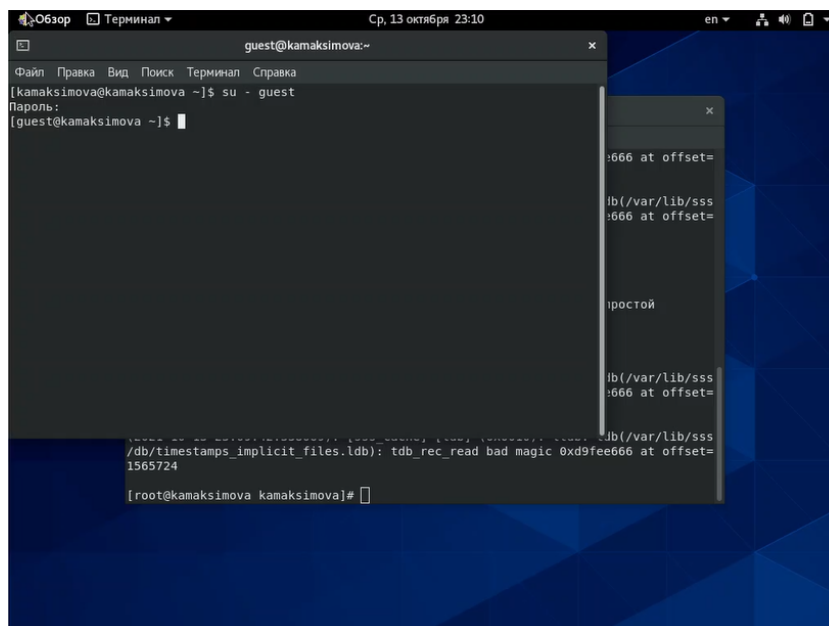 Обзор Терминал Ср, 13 октября 23:10 en
guest@kamaksimova:~
Файл Правка Вид Поиск Терминал Справка
[kamaksimova@kamaksimova ~]$ su - guest
Пароль:
[guest@kamaksimova ~]$
e666 at offset=
db(/var/lib/sss
e666 at offset=
простой
db(/var/lib/sss
e666 at offset=
tdb(/var/lib/sss
/db/timestamps_implicit_files.ldb): tdb_rec_read bad magic 0xd9fee666 at offset=
1565724
[root@kamaksimova kamaksimova]#